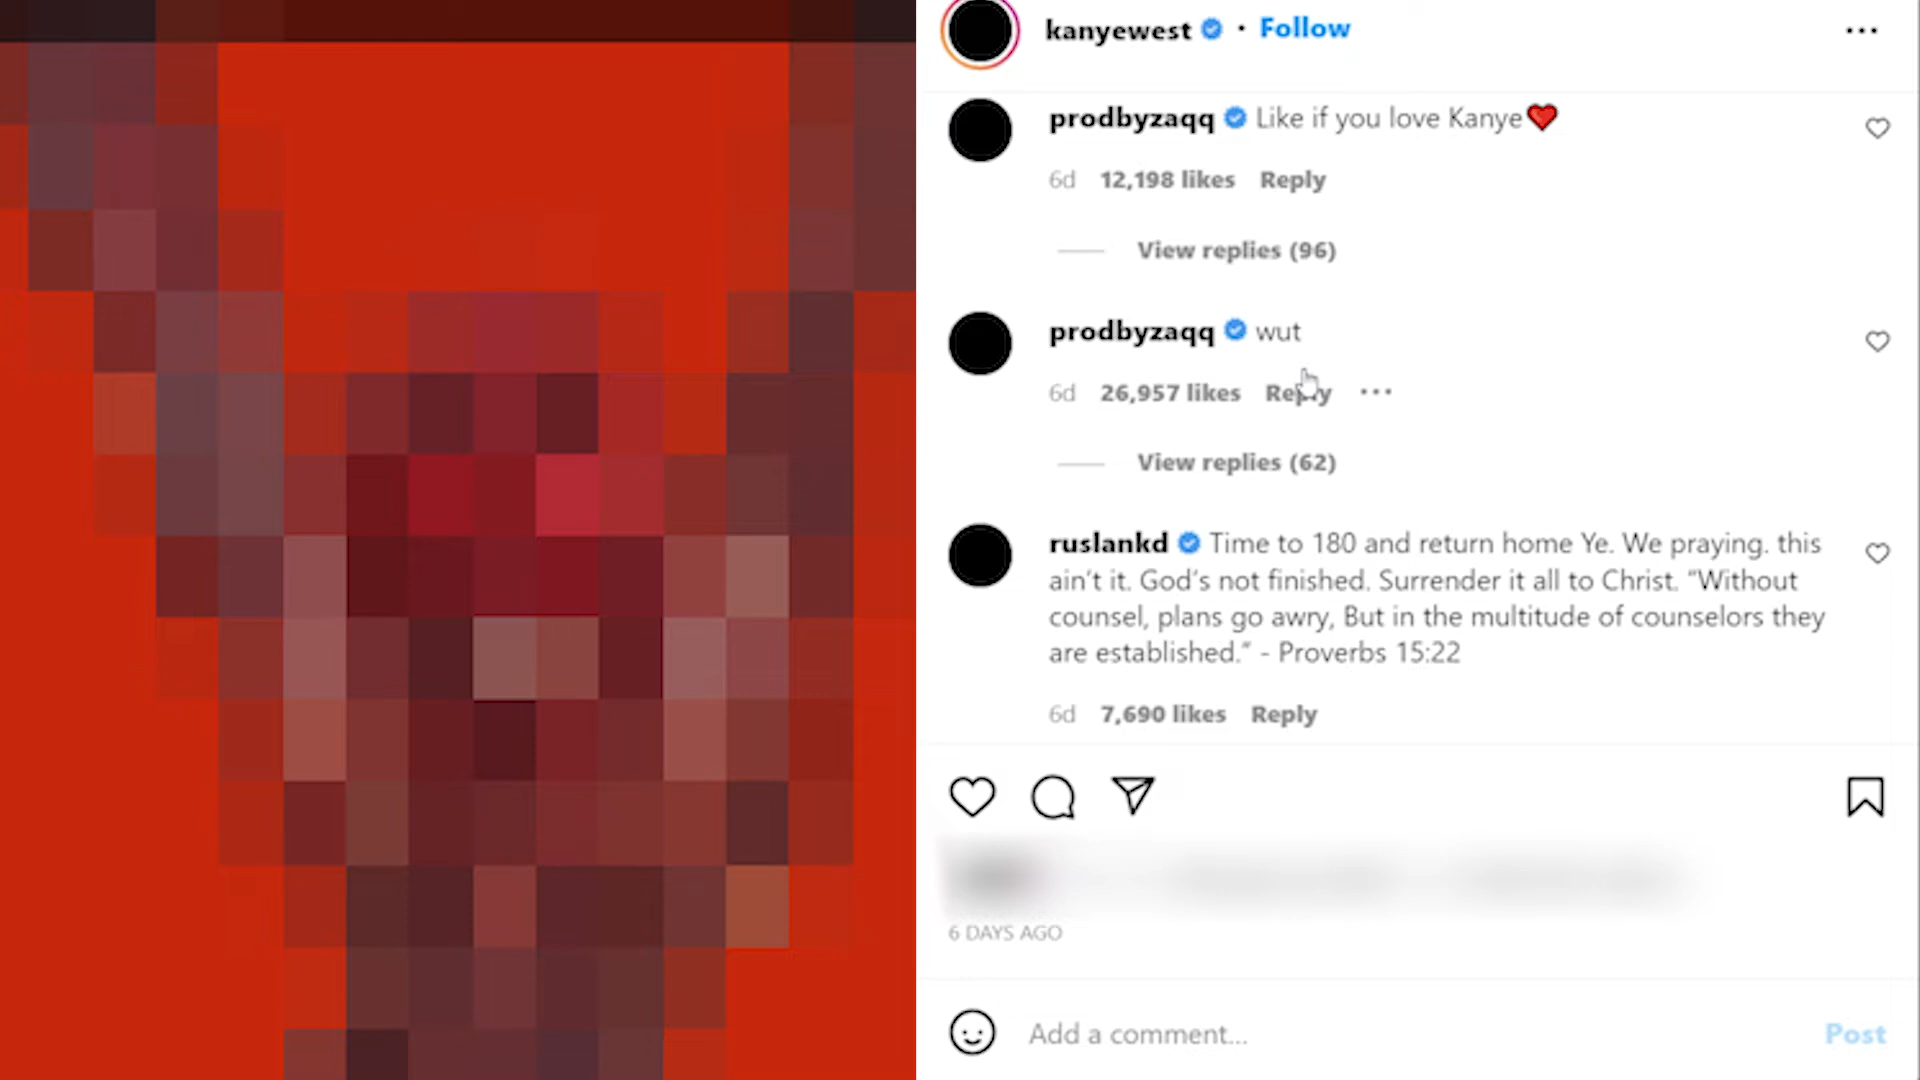 kanyewest • Follow
prodbyzaqq Like if you love Kanye❤️
6d 12,198 likes Reply
View replies (96)
prodbyzaqq wut
6d 26,957 likes Reply
View replies (62)
ruslankd Time to 180 and return home Ye. We praying. this
ain't it. God's not finished. Surrender it all to Christ. "Without
counsel, plans go awry, But in the multitude of counselors they
are established." - Proverbs 15:22
6d 7,690 likes Reply
6 DAYS AGO
Add a comment...
Post